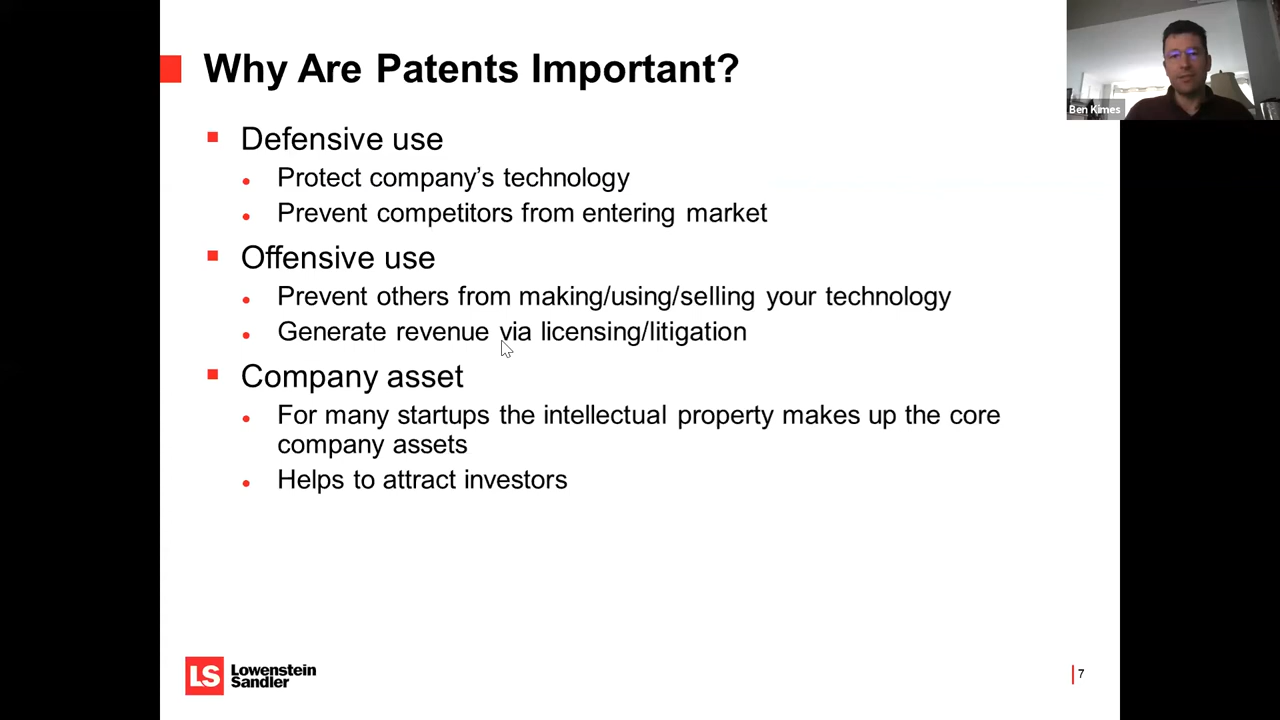 Why Are Patents Important?
Ben Kimes
Defensive use
Protect company’s technology
Prevent competitors from entering market
Offensive use
Prevent others from making/using/selling your technology
Generate revenue via licensing/litigation
Company asset
For many startups the intellectual property makes up the core
company assets
Helps to attract investors
LS
Lowenstein
Sandler
7